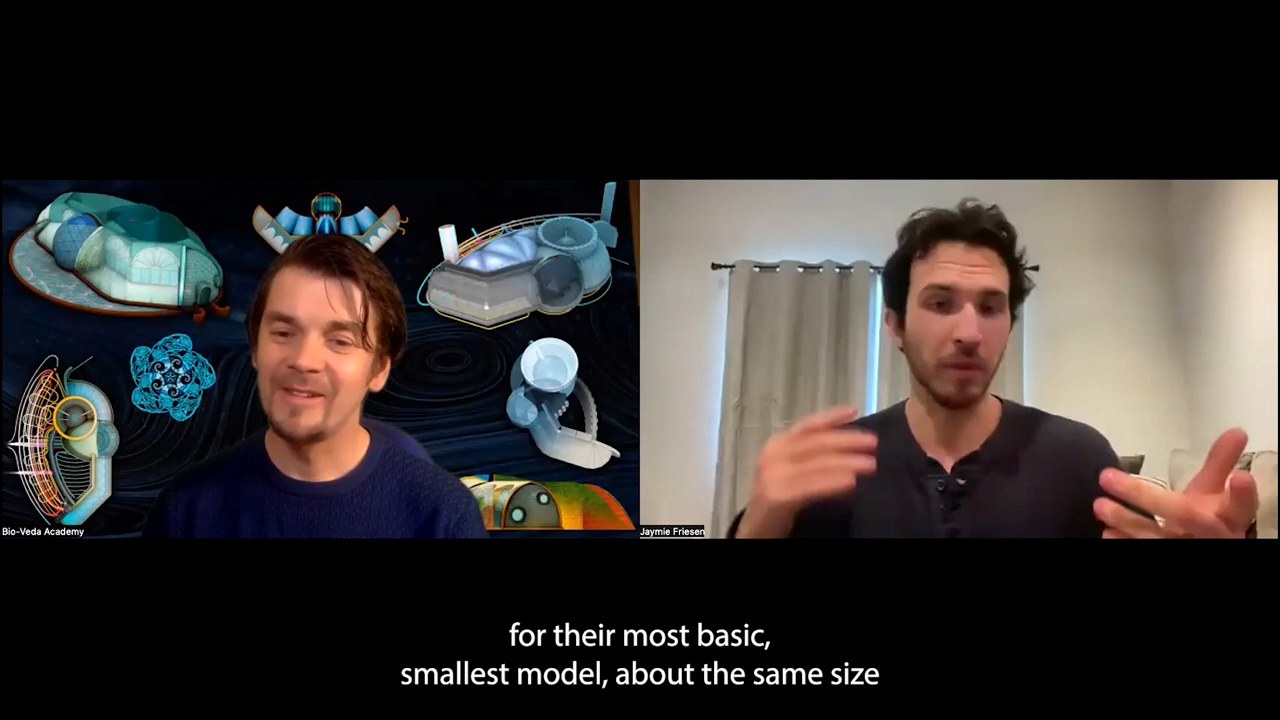 Bio-Veda Academy
Jaymie Friesen
for their most basic,
smallest model, about the same size